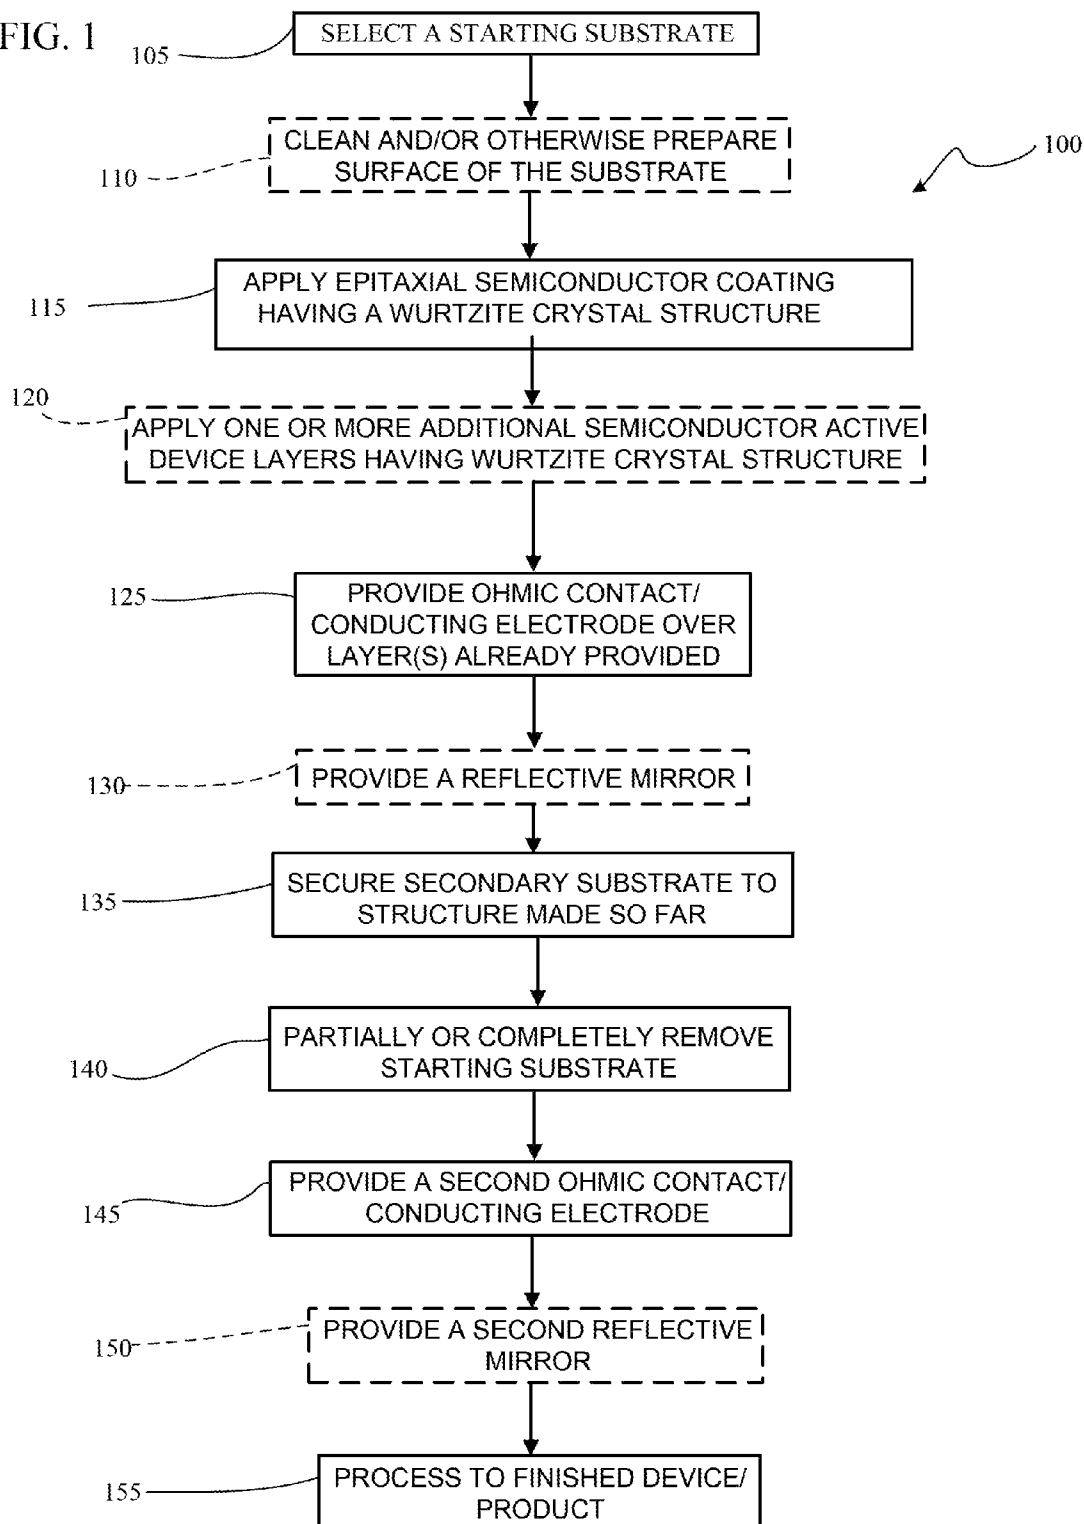 FIG. 1
105
SELECT A STARTING SUBSTRATE
110
CLEAN AND/OR OTHERWISE PREPARE
SURFACE OF THE SUBSTRATE
100
115
APPLY EPITAXIAL SEMICONDUCTOR COATING
HAVING A WURTZITE CRYSTAL STRUCTURE
120
APPLY ONE OR MORE ADDITIONAL SEMICONDUCTOR ACTIVE
DEVICE LAYERS HAVING WURTZITE CRYSTAL STRUCTURE
125
PROVIDE OHMIC CONTACT/
CONDUCTING ELECTRODE OVER
LAYER(S) ALREADY PROVIDED
130
PROVIDE A REFLECTIVE MIRROR
135
SECURE SECONDARY SUBSTRATE TO
STRUCTURE MADE SO FAR
140
PARTIALLY OR COMPLETELY REMOVE
STARTING SUBSTRATE
145
PROVIDE A SECOND OHMIC CONTACT/
CONDUCTING ELECTRODE
150
PROVIDE A SECOND REFLECTIVE
MIRROR
155
PROCESS TO FINISHED DEVICE/
PRODUCT